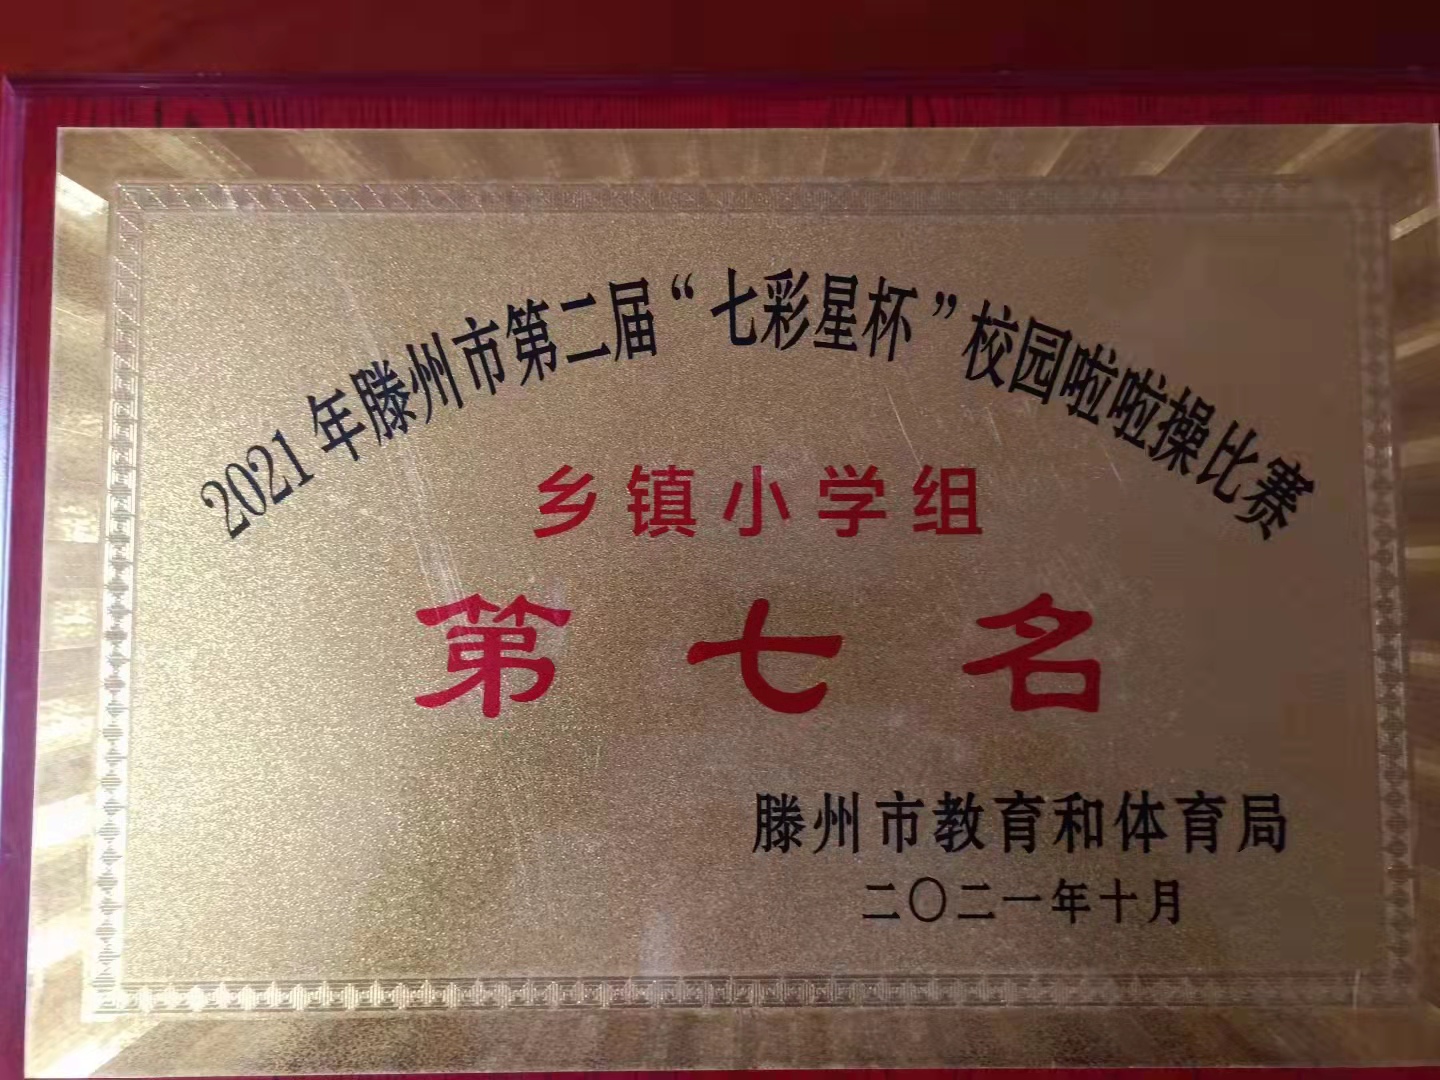 2021年滕州市第二届“七彩星杯”校园啦啦操比赛
乡镇小学组
第七名
滕州市教育和体育局
二〇二一年十月